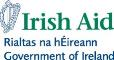 Irish Aid
Rialtas na hÉireann
Government of Ireland